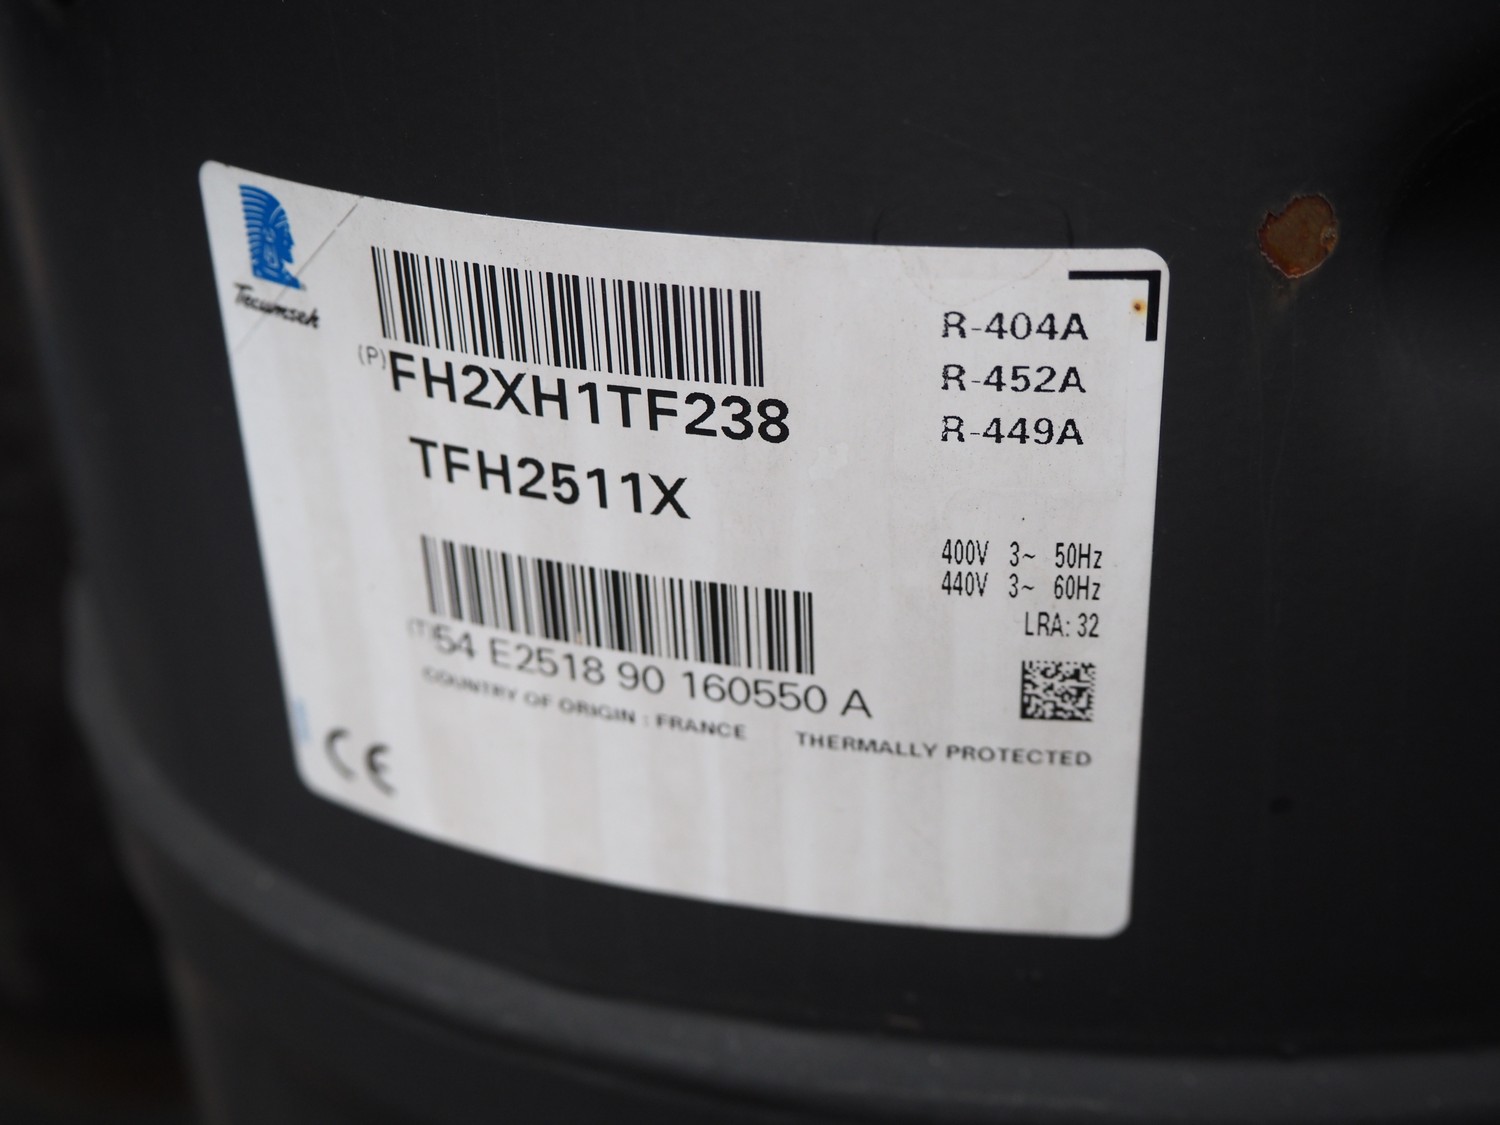 Tecumseh
(P)FH2XH1TF238
TFH2511X
R-404A
R-452A
R-449A
400V 3~ 50Hz
440V 3~ 60Hz
LRA: 32
(T)54 E2518 90 160550 A
COUNTRY OF ORIGIN : FRANCE
THERMALLY PROTECTED
CE